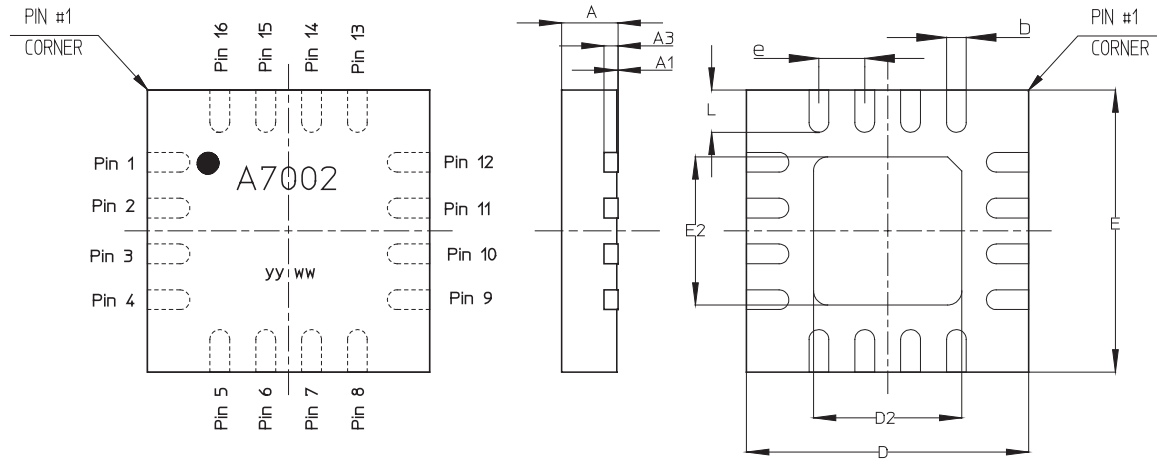 PIN #1
CORNER
Pin 16
Pin 15
Pin 14
Pin 13
Pin 1
Pin 2
Pin 3
Pin 4
A7002
yy ww
Pin 12
Pin 11
Pin 10
Pin 9
Pin 5
Pin 6
Pin 7
Pin 8
A
A3
A1
PIN #1
CORNER
e
b
L
E2
E
D2
D